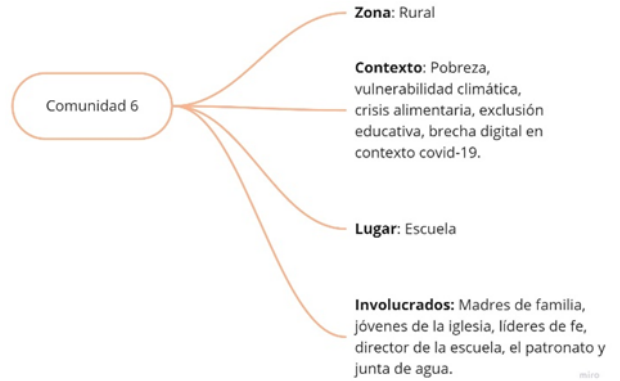 Comunidad 6
Zona: Rural
Contexto: Pobreza,
vulnerabilidad climática,
crisis alimentaria, exclusión
educativa, brecha digital en
contexto covid-19.
Lugar: Escuela
Involucrados: Madres de familia,
jóvenes de la iglesia, líderes de fe,
director de la escuela, el patronato y
junta de agua.
miro